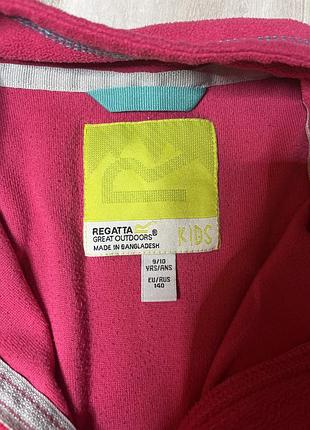 REGATTA
GREAT OUTDOORS®
MADE IN BANGLADESH
KIDS
9/10
YRS/ANS
EU/RUS
140